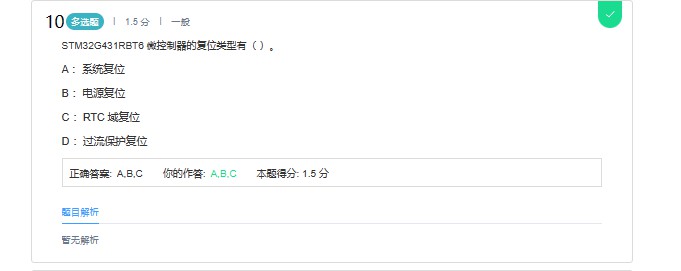 10 多选题 | 1.5 分 | 一般
STM32G431RBT6 微控制器的复位类型有（ ）。
A： 系统复位
B： 电源复位
C： RTC 域复位
D： 过流保护复位
正确答案: A,B,C 你的作答: A,B,C 本题得分: 1.5 分
题目解析
暂无解析